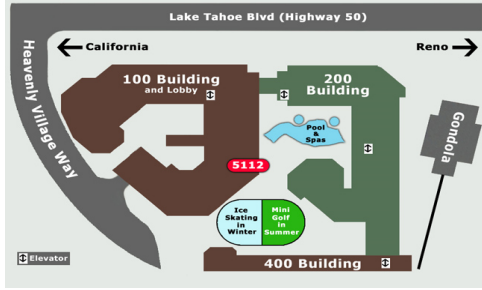 Lake Tahoe Blvd (Highway 50)
California
Reno
Heavenly Village Way
100 Building
and Lobby
200
Building
Gondola
Pool
&
Spas
5112
Ice
Skating
in
Winter
Mini
Golf
in
Summer
Elevator
400 Building